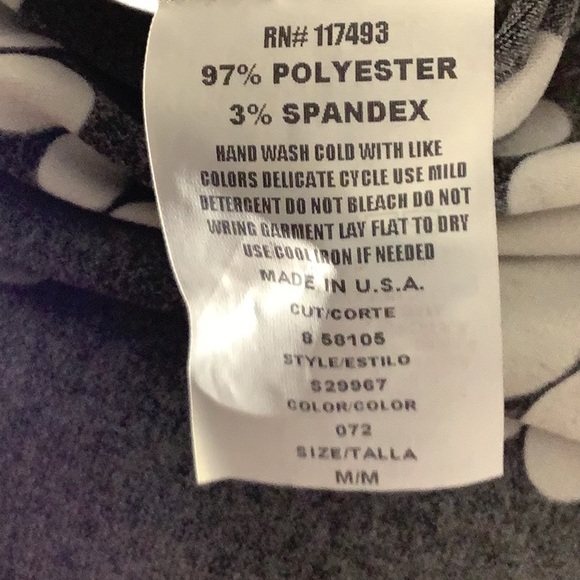 RN# 117493
97% POLYESTER
3% SPANDEX
HAND WASH COLD WITH LIKE
COLORS DELICATE CYCLE USE MILD
DETERGENT DO NOT BLEACH DO NOT
WRING GARMENT LAY FLAT TO DRY
USE COOL IRON IF NEEDED
MADE IN U.S.A.
CUT/CORTE
8 58105
STYLE/ESTILO
S29967
COLOR/COLOR
072
SIZE/TALLA
M/M